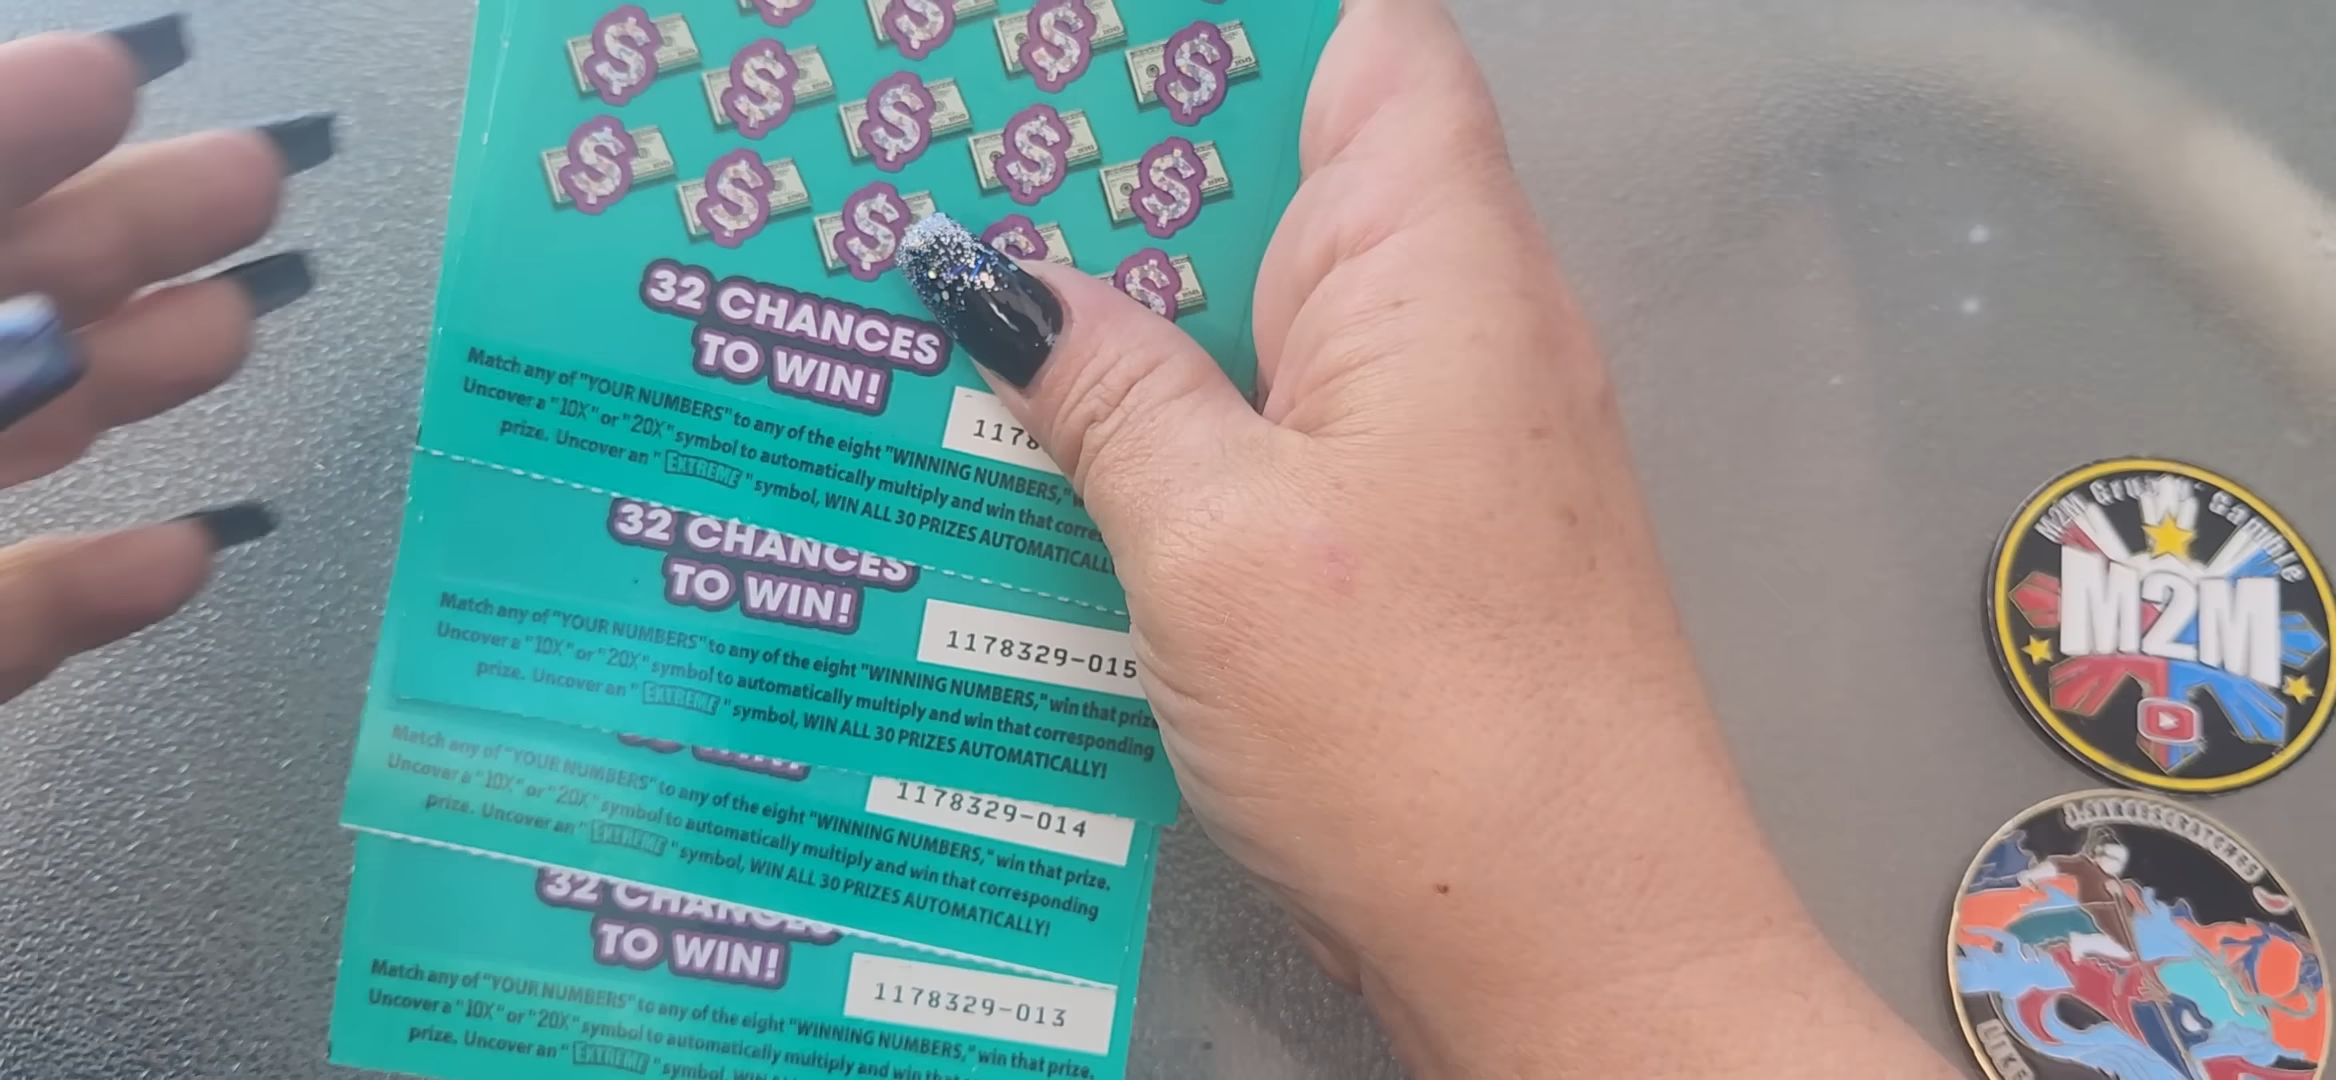 32 CHANCES
TO WIN!
1178
Match any of "YOUR NUMBERS" to any of the eight "WINNING NUMBERS,"
Uncover a "10X" or "20X" symbol to automatically multiply and win that
prize. Uncover an "EXTREME" symbol, WIN ALL 30 PRIZES AUTOMATICALL
32 CHANCES
TO WIN!
1178329-015
Match any of "YOUR NUMBERS" to any of the eight "WINNING NUMBERS," win that
Uncover a "10X" or "20X" symbol to automatically multiply and win that corresponding
prize. Uncover an "EXTREME" symbol, WIN ALL 30 PRIZES AUTOMATICALLY!
1178329-014
Match any of "YOUR NUMBERS" to any of the eight "WINNING NUMBERS," win that prize.
Uncover a "10X" or "20X" symbol to automatically multiply and win that corresponding
prize. Uncover an "EXTREME" symbol, WIN ALL 30 PRIZES AUTOMATICALLY!
32 CHANCES
TO WIN!
1178329-013
Match any of "YOUR NUMBERS" to any of the eight "WINNING NUMBERS," win that prize.
Uncover a "10X" or "20X" symbol to automatically multiply and win
prize. Uncover an "EXTREME" symbol
M2M